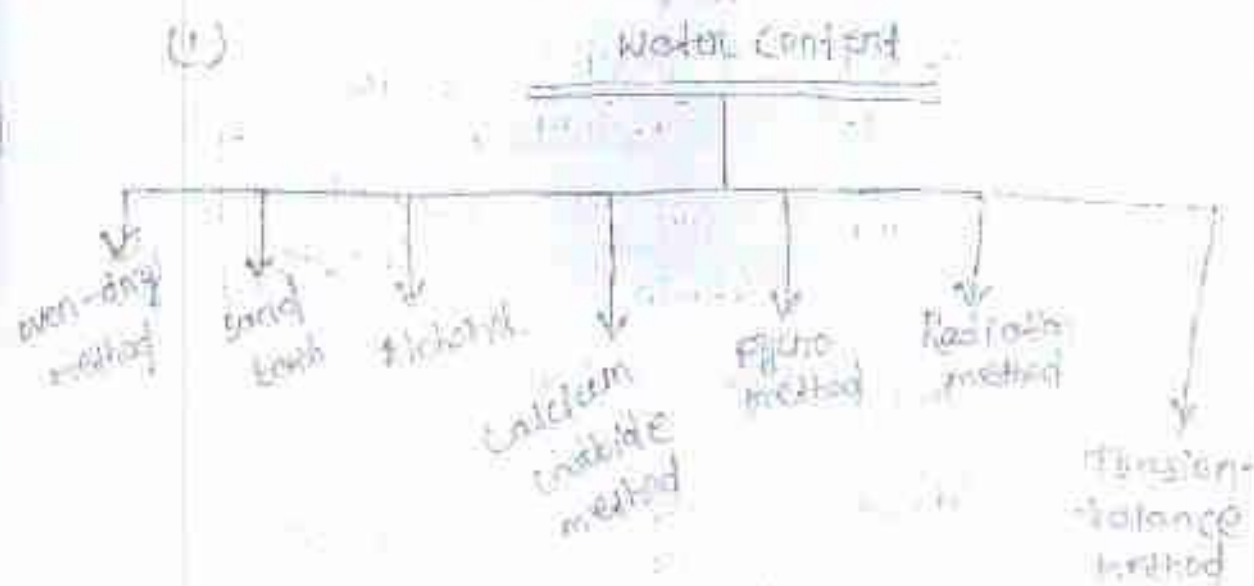 (1)
Water Content
oven-dry
method
Sand
bath
Alcohol
Calcium
carbide
method
Pycno
method
Radiation
method
Torsion-
balance
method